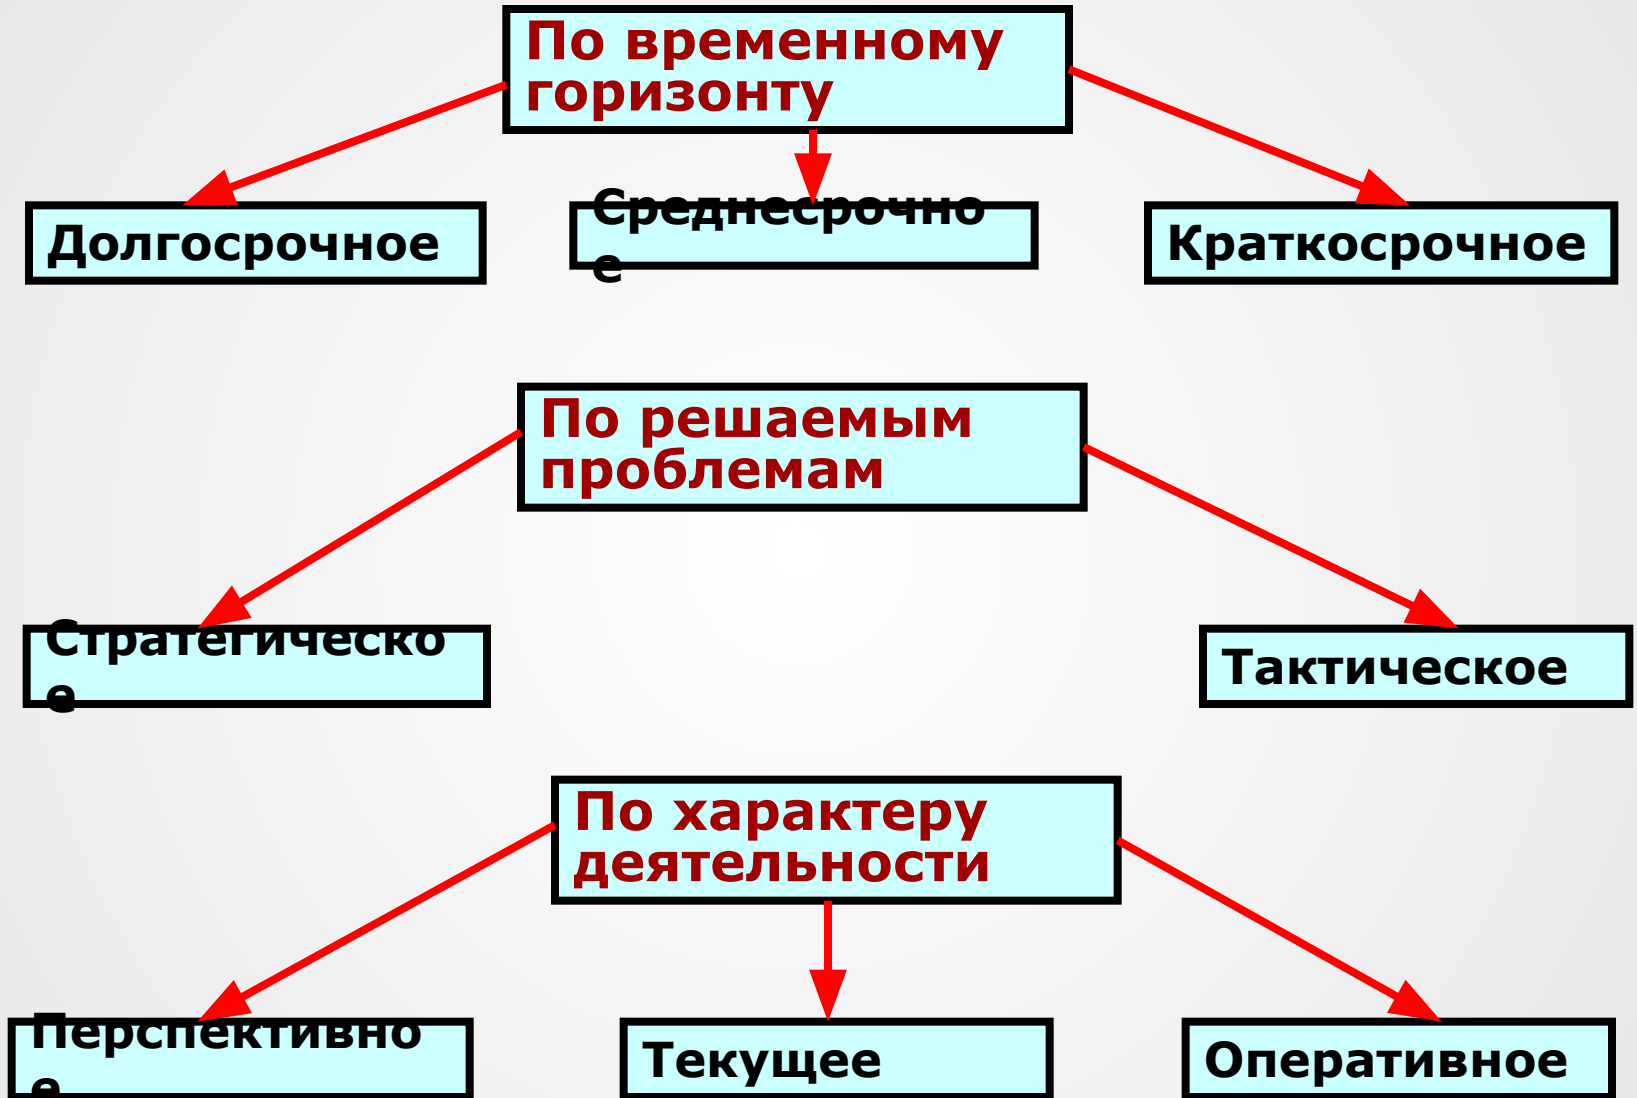 По временному
горизонту
Долгосрочное
Среднесрочно
е
Краткосрочное
По решаемым
проблемам
Стратегическо
е
Тактическое
По характеру
деятельности
Перспективно
е
Текущее
Оперативное